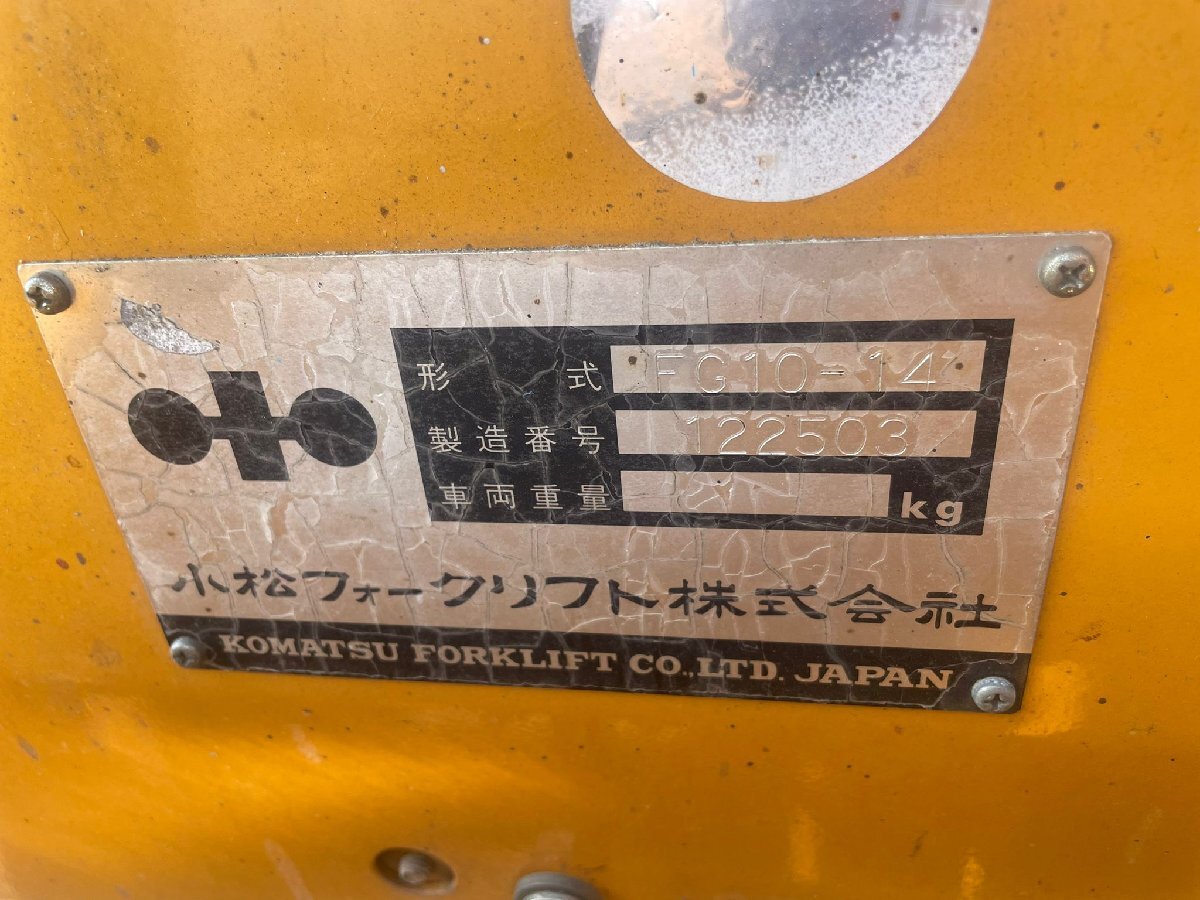 形式 FG10-14
製造番号 122503
車両重量 kg
小松フォークリフト株式会社
KOMATSU FORKLIFT CO.,LTD. JAPAN